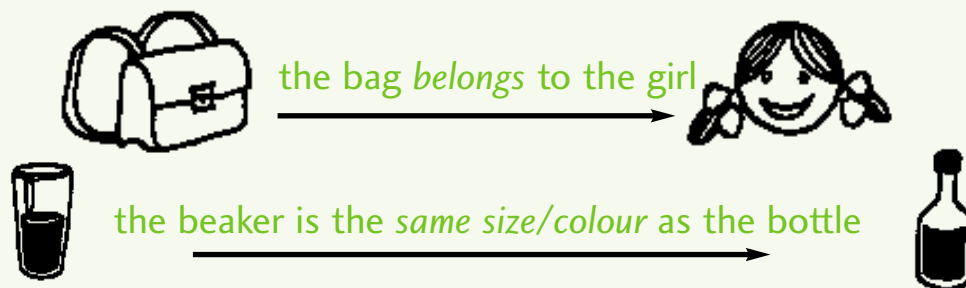 the bag belongs to the girl
the beaker is the same size/colour as the bottle